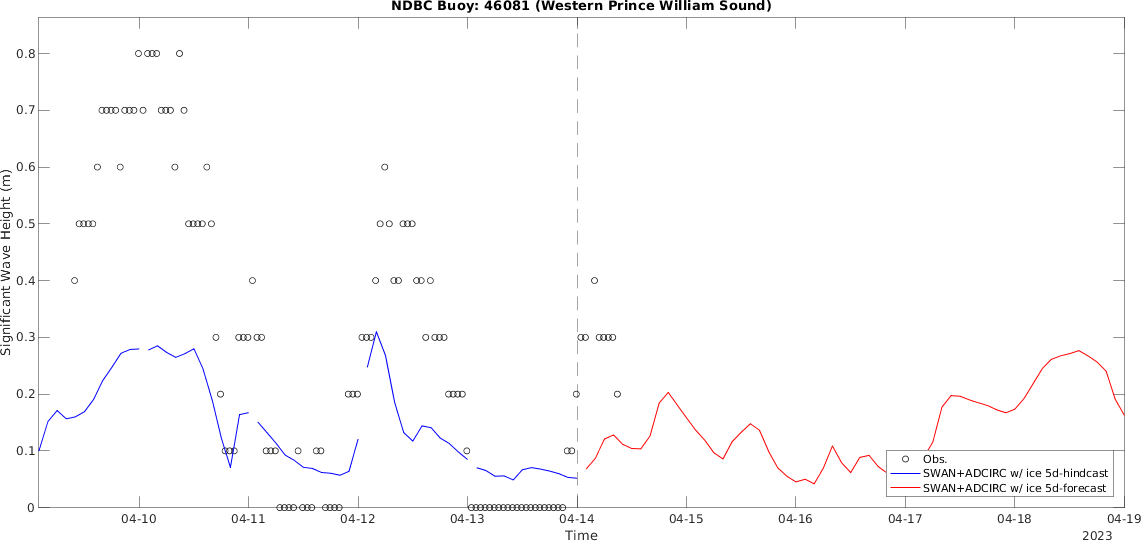 NDBC Buoy: 46081 (Western Prince William Sound)
Significant Wave Height (m)
0.8
0.7
0.6
0.5
0.4
0.3
0.2
0.1
0
Obs.
SWAN+ADCIRC w/ ice 5d-hindcast
SWAN+ADCIRC w/ ice 5d-forecast
04-10 04-11 04-12 04-13 04-14 04-15 04-16 04-17 04-18 04-19
Time
2023